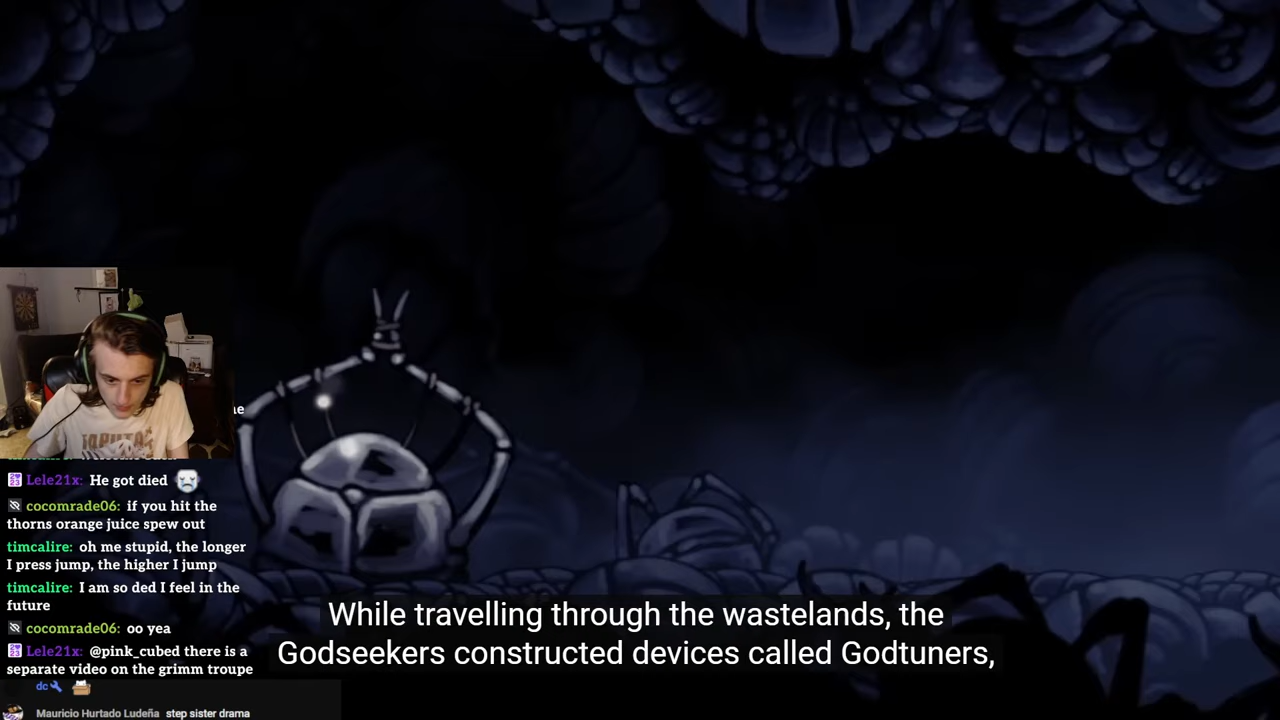 Lele21x: He got died
cocomrade06: if you hit the
thorns orange juice spew out
timcalire: oh me stupid, the longer
I press jump, the higher I jump
timcalire: I am so ded I feel in the
future
cocomrade06: oo yea
Lele21x: @pink_cubed there is a
separate video on the grimm troupe
dc
Mauricio Hurtado Ludeña step sister drama
While travelling through the wastelands, the
Godseekers constructed devices called Godtuners,